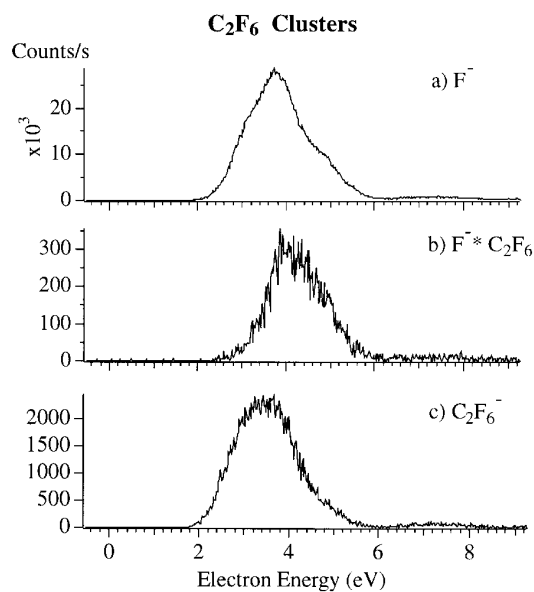 C2F6 Clusters
Counts/s
a) F-
x10^3
20
10
0
b) F-* C2F6
300
200
100
0
c) C2F6-
2000
1500
1000
500
0
0 2 4 6 8
Electron Energy (eV)